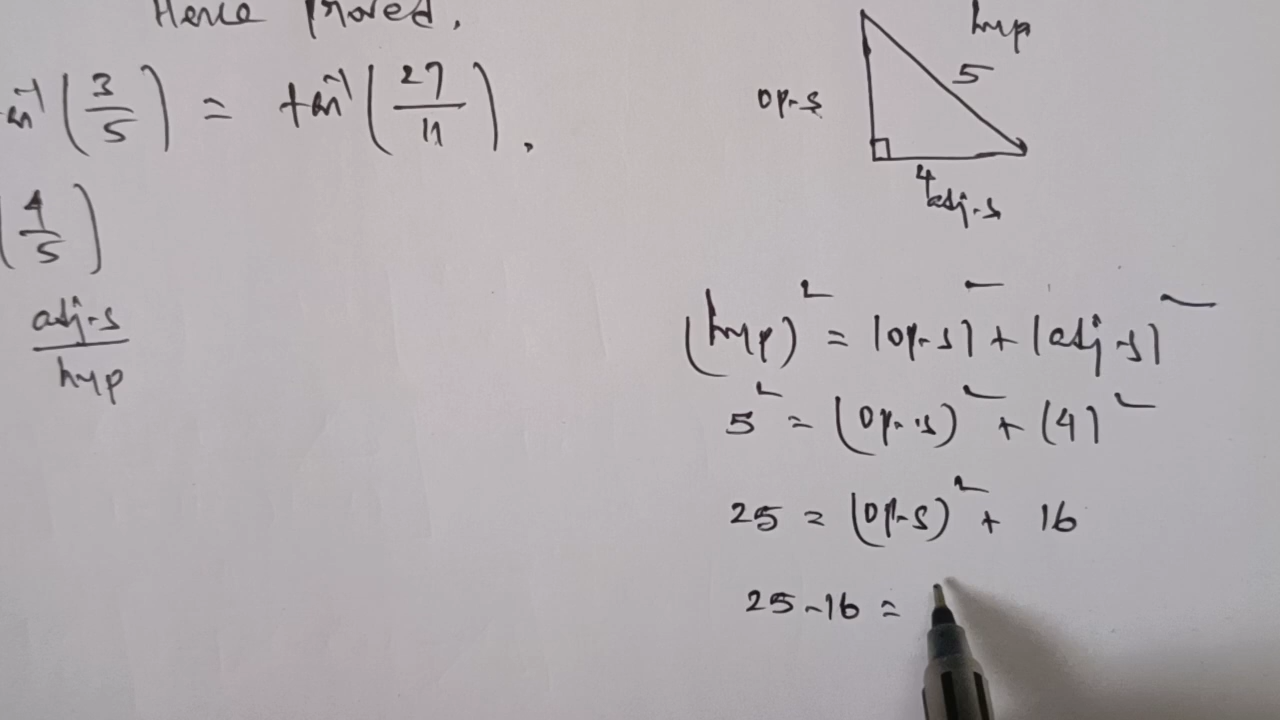 Hence Proved.
an⁻¹(3/5) = tan⁻¹(27/11).
(4/5)
adj-s/hyp
hyp
5
op-s
4
adj-s
(hyp)² = (op-s)² + (adj-s)²
5² = (op-s)² + (4)²
25 = (op-s)² + 16
25-16 =